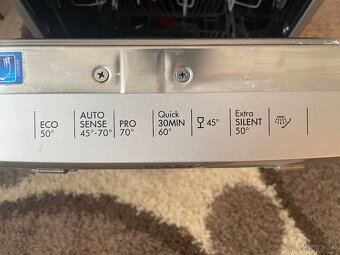 ECO
50°
AUTO
SENSE
45°-70°
PRO
70°
Quick
30MIN
60°
45°
Extra
SILENT
50°